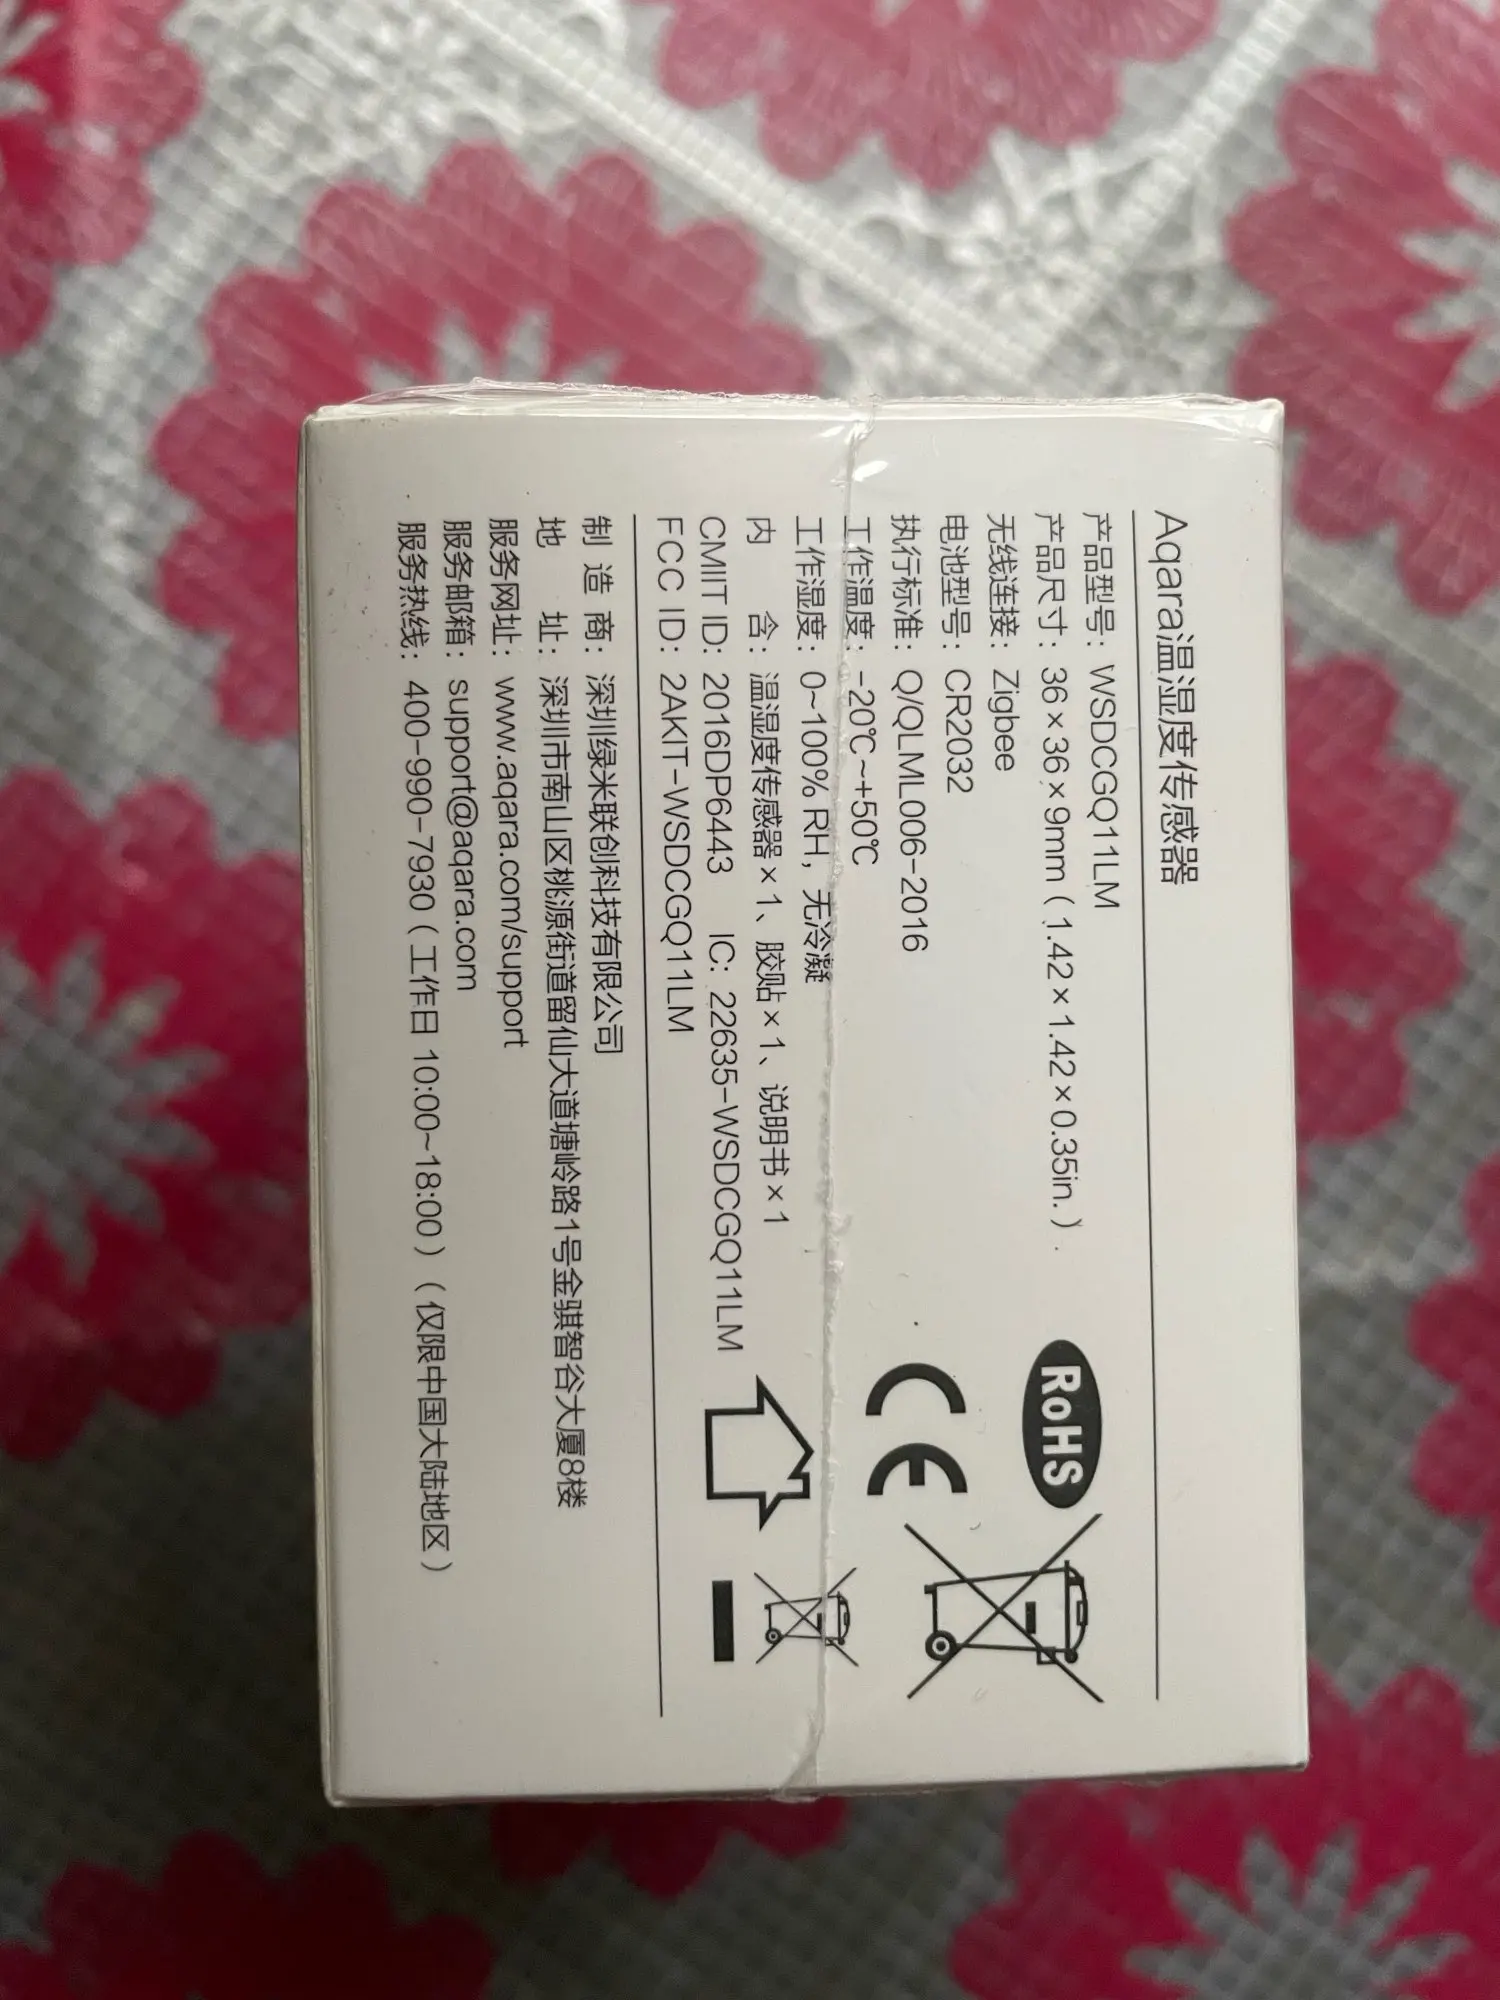 Aqara温湿度传感器
产品型号：WSDCGQ11LM
产品尺寸：36×36×9mm（1.42×1.42×0.35in.）
无线连接：Zigbee
电池型号：CR2032
执行标准：Q/QLML006-2016
工作温度：-20℃~+50℃
工作湿度：0~100% RH，无冷凝
内　　含：温湿度传感器×1、胶贴×1、说明书×1
CMIIT ID：2016DP6443　IC：22635-WSDCGQ11LM
FCC ID：2AKIT-WSDCGQ11LM
RoHS
CE
制 造 商：深圳绿米联创科技有限公司
地　　址：深圳市南山区桃源街道留仙大道塘岭路1号金骐智谷大厦8楼
服务网址：www.aqara.com/support
服务邮箱：support@aqara.com
服务热线：400-990-7930（工作日 10:00~18:00）（仅限中国大陆地区）